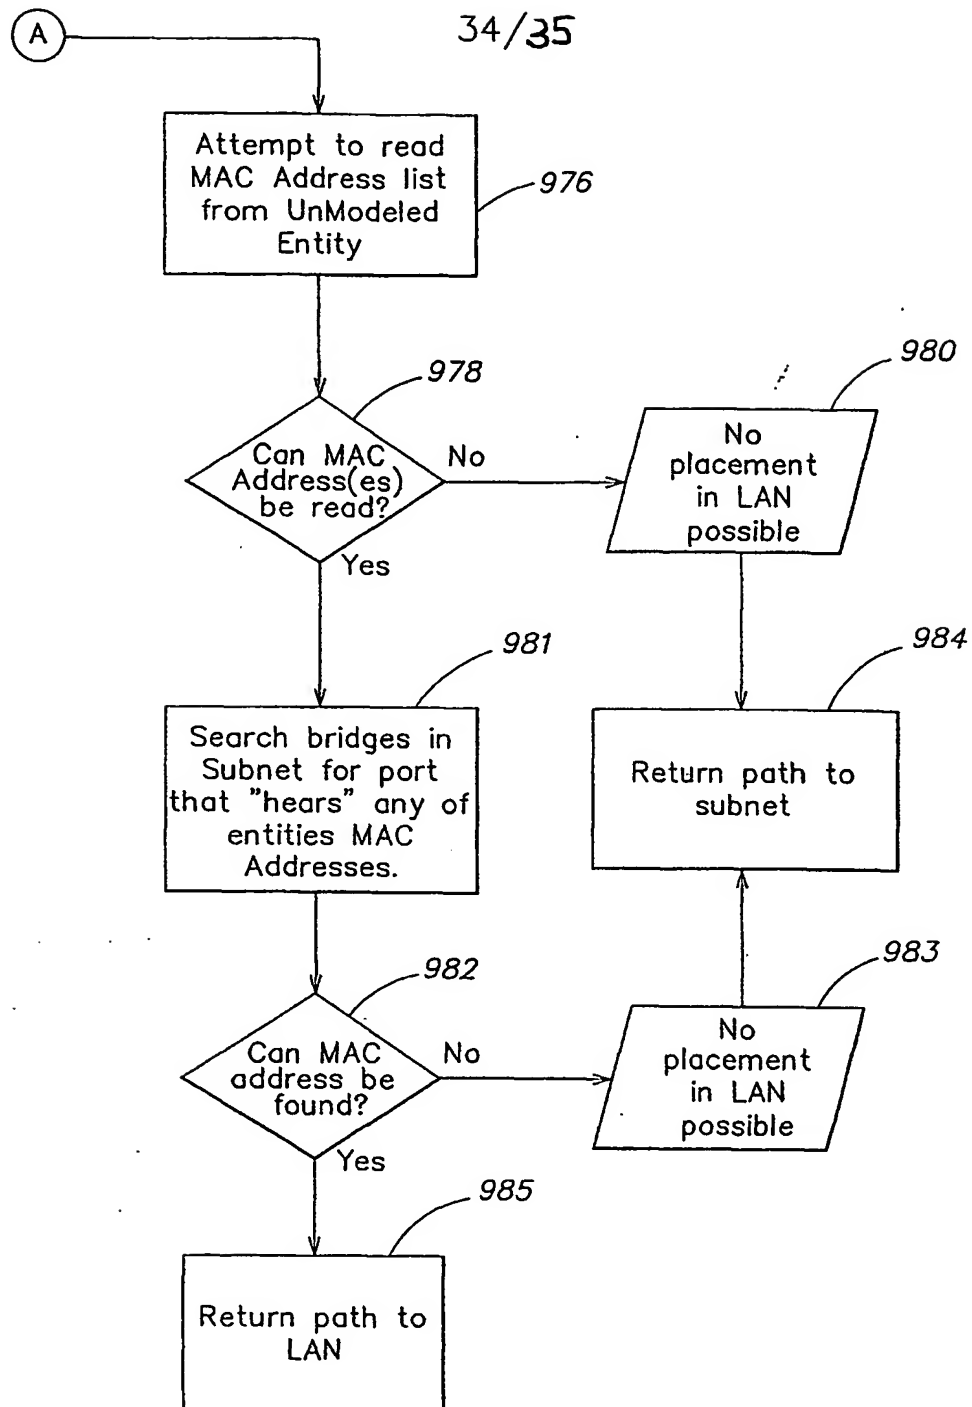 A
34/35
Attempt to read
MAC Address list
from UnModeled
Entity
976
978
Can MAC
Address(es)
be read?
No
Yes
980
No
placement
in LAN
possible
981
Search bridges in
Subnet for port
that "hears" any of
entities MAC
Addresses.
984
Return path to
subnet
982
Can MAC
address be
found?
No
Yes
983
No
placement
in LAN
possible
985
Return path to
LAN